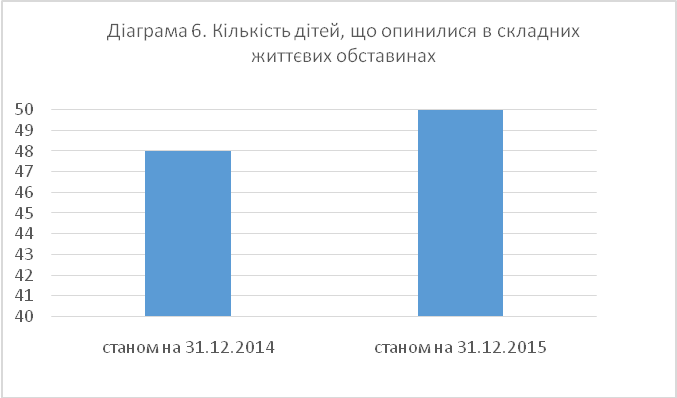 Діаграма 6. Кількість дітей, що опинилися в складних
життєвих обставинах
50
49
48
47
46
45
44
43
42
41
40
станом на 31.12.2014
станом на 31.12.2015